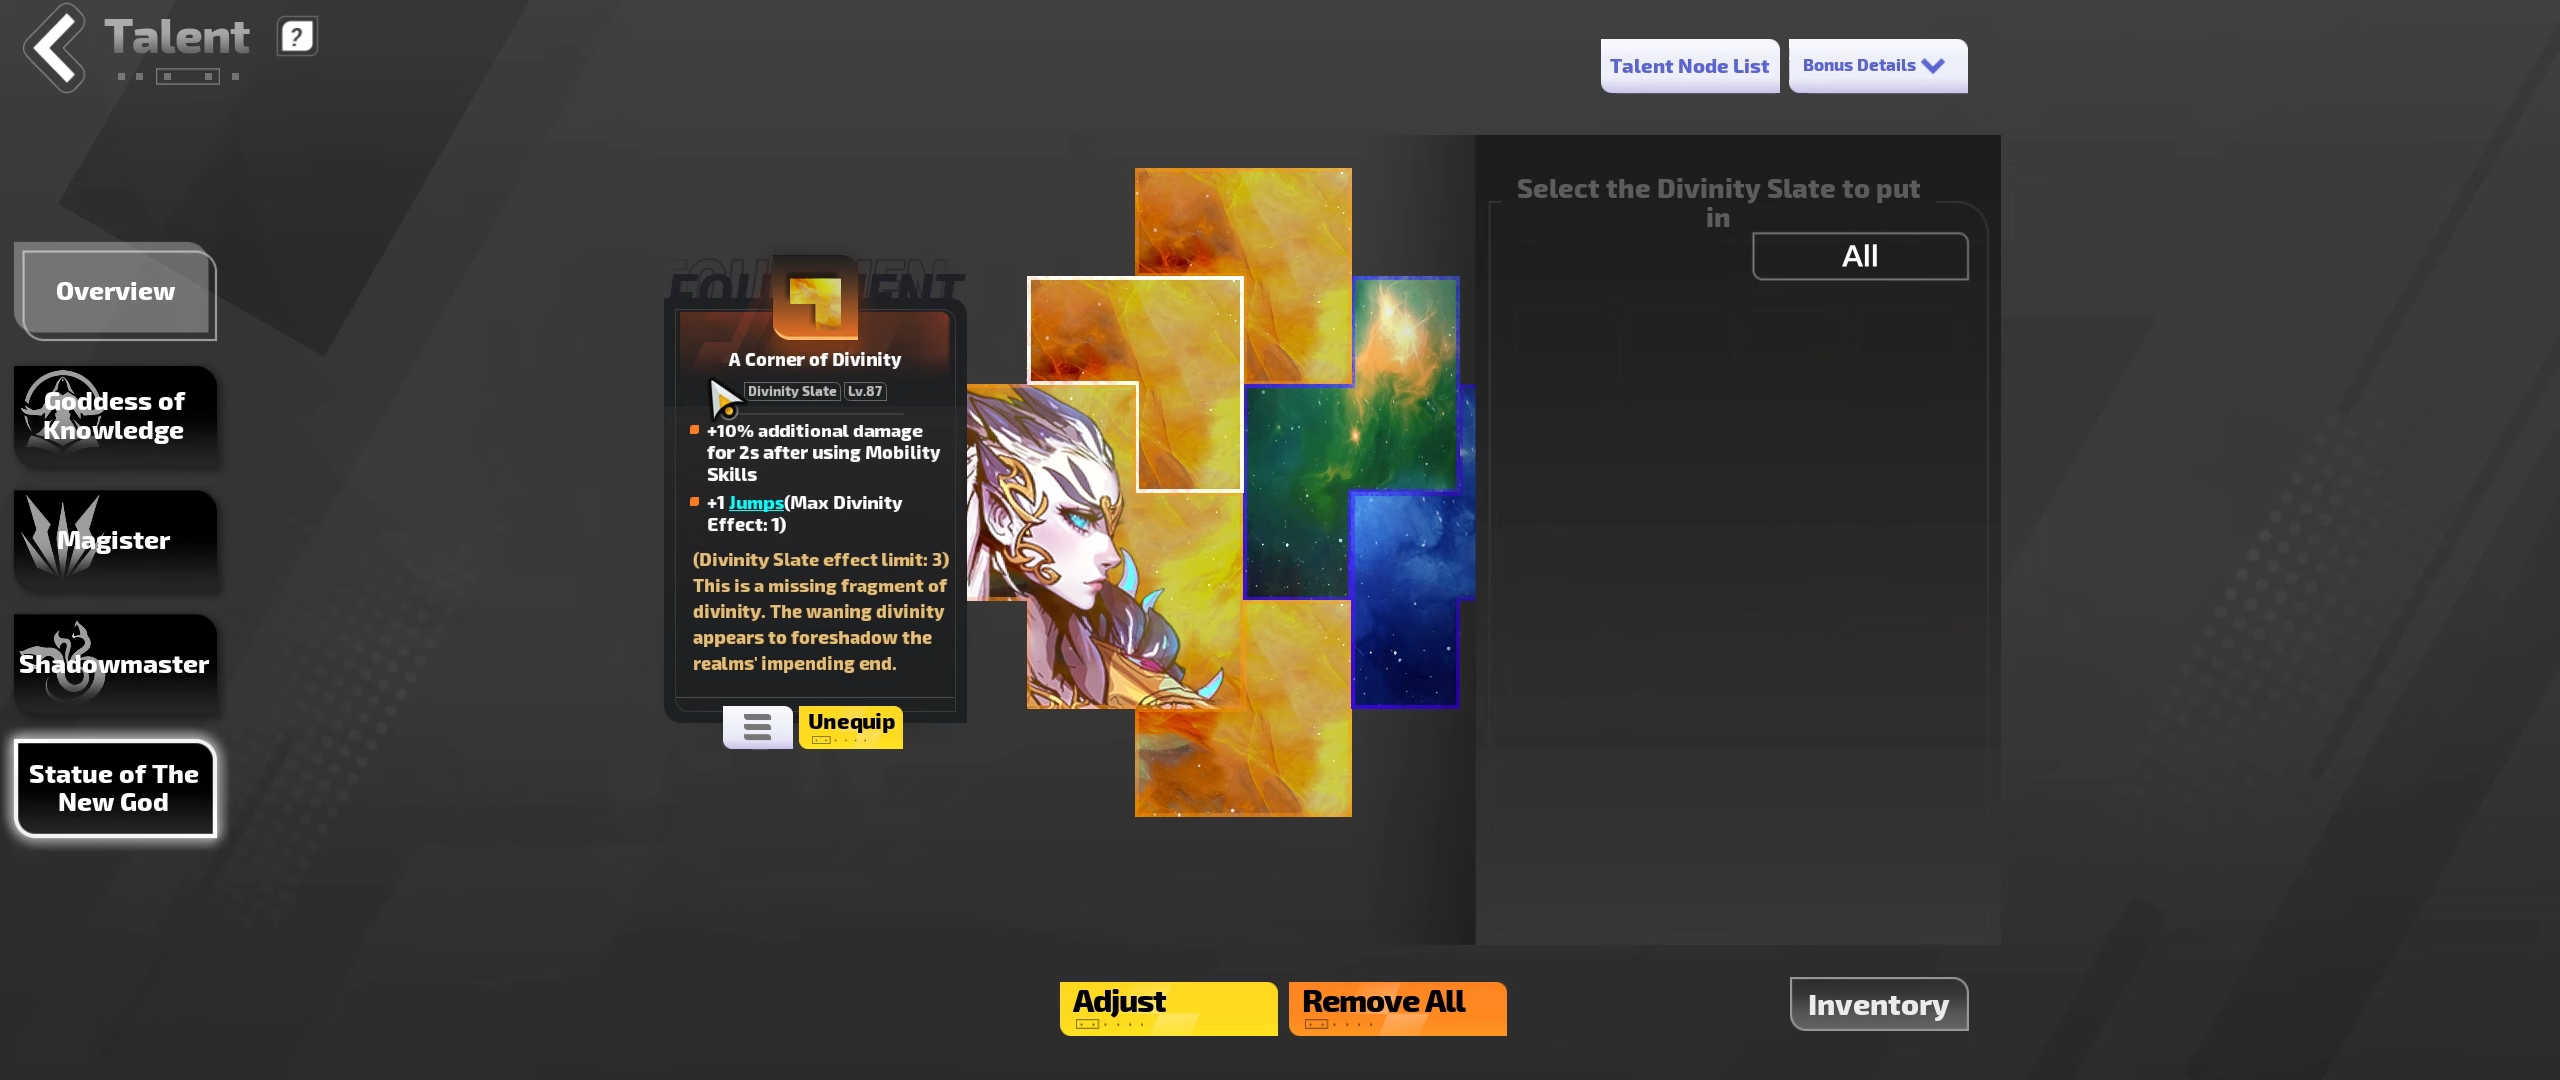 Talent
?
Talent Node List
Bonus Details
Select the Divinity Slate to put
in
All
Overview
Goddess of
Knowledge
Magister
Shadowmaster
Statue of The
New God
EQUIPMENT
A Corner of Divinity
Divinity Slate Lv.87
+10% additional damage
for 2s after using Mobility
Skills
+1 Jumps(Max Divinity
Effect: 1)
(Divinity Slate effect limit: 3)
This is a missing fragment of
divinity. The waning divinity
appears to foreshadow the
realms' impending end.
Unequip
Adjust
Remove All
Inventory